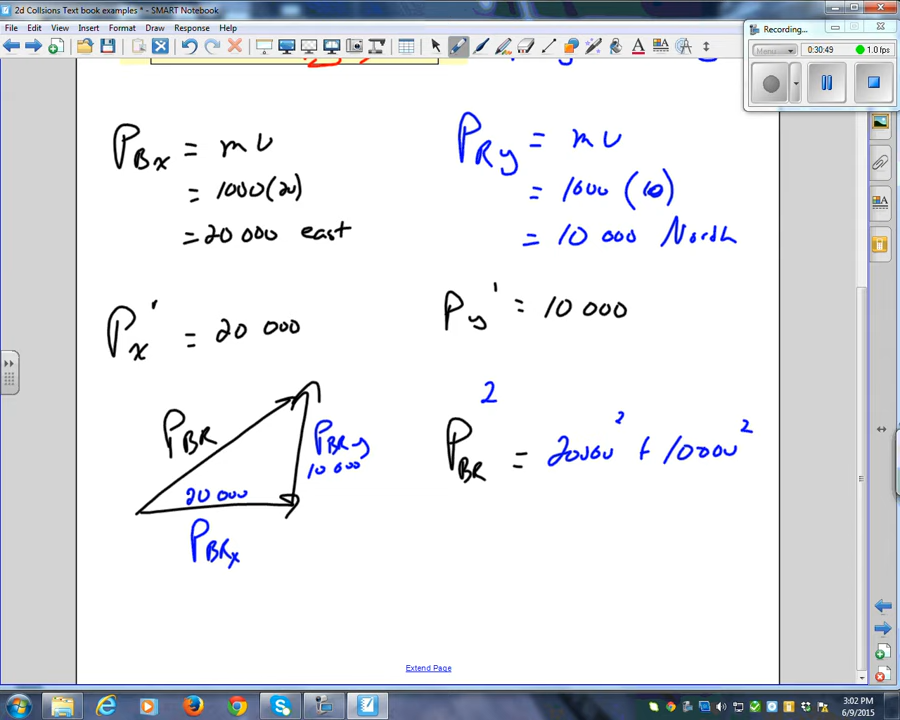 2d Collsions Text book examples * - SMART Notebook
File Edit View Insert Format Draw Response Help
Recording...
Menu
0:30:49
1.0 fps
P_Bx = mv
= 1000(20)
= 20 000 east
P_Ry = mv
= 1000 (10)
= 10 000 North
P_x' = 20 000
P_y' = 10 000
P_BR
20 000
P_BRx
P_BRy
10 000
P_BR² = 20000² + 10000²
Extend Page
3:02 PM
6/9/2015